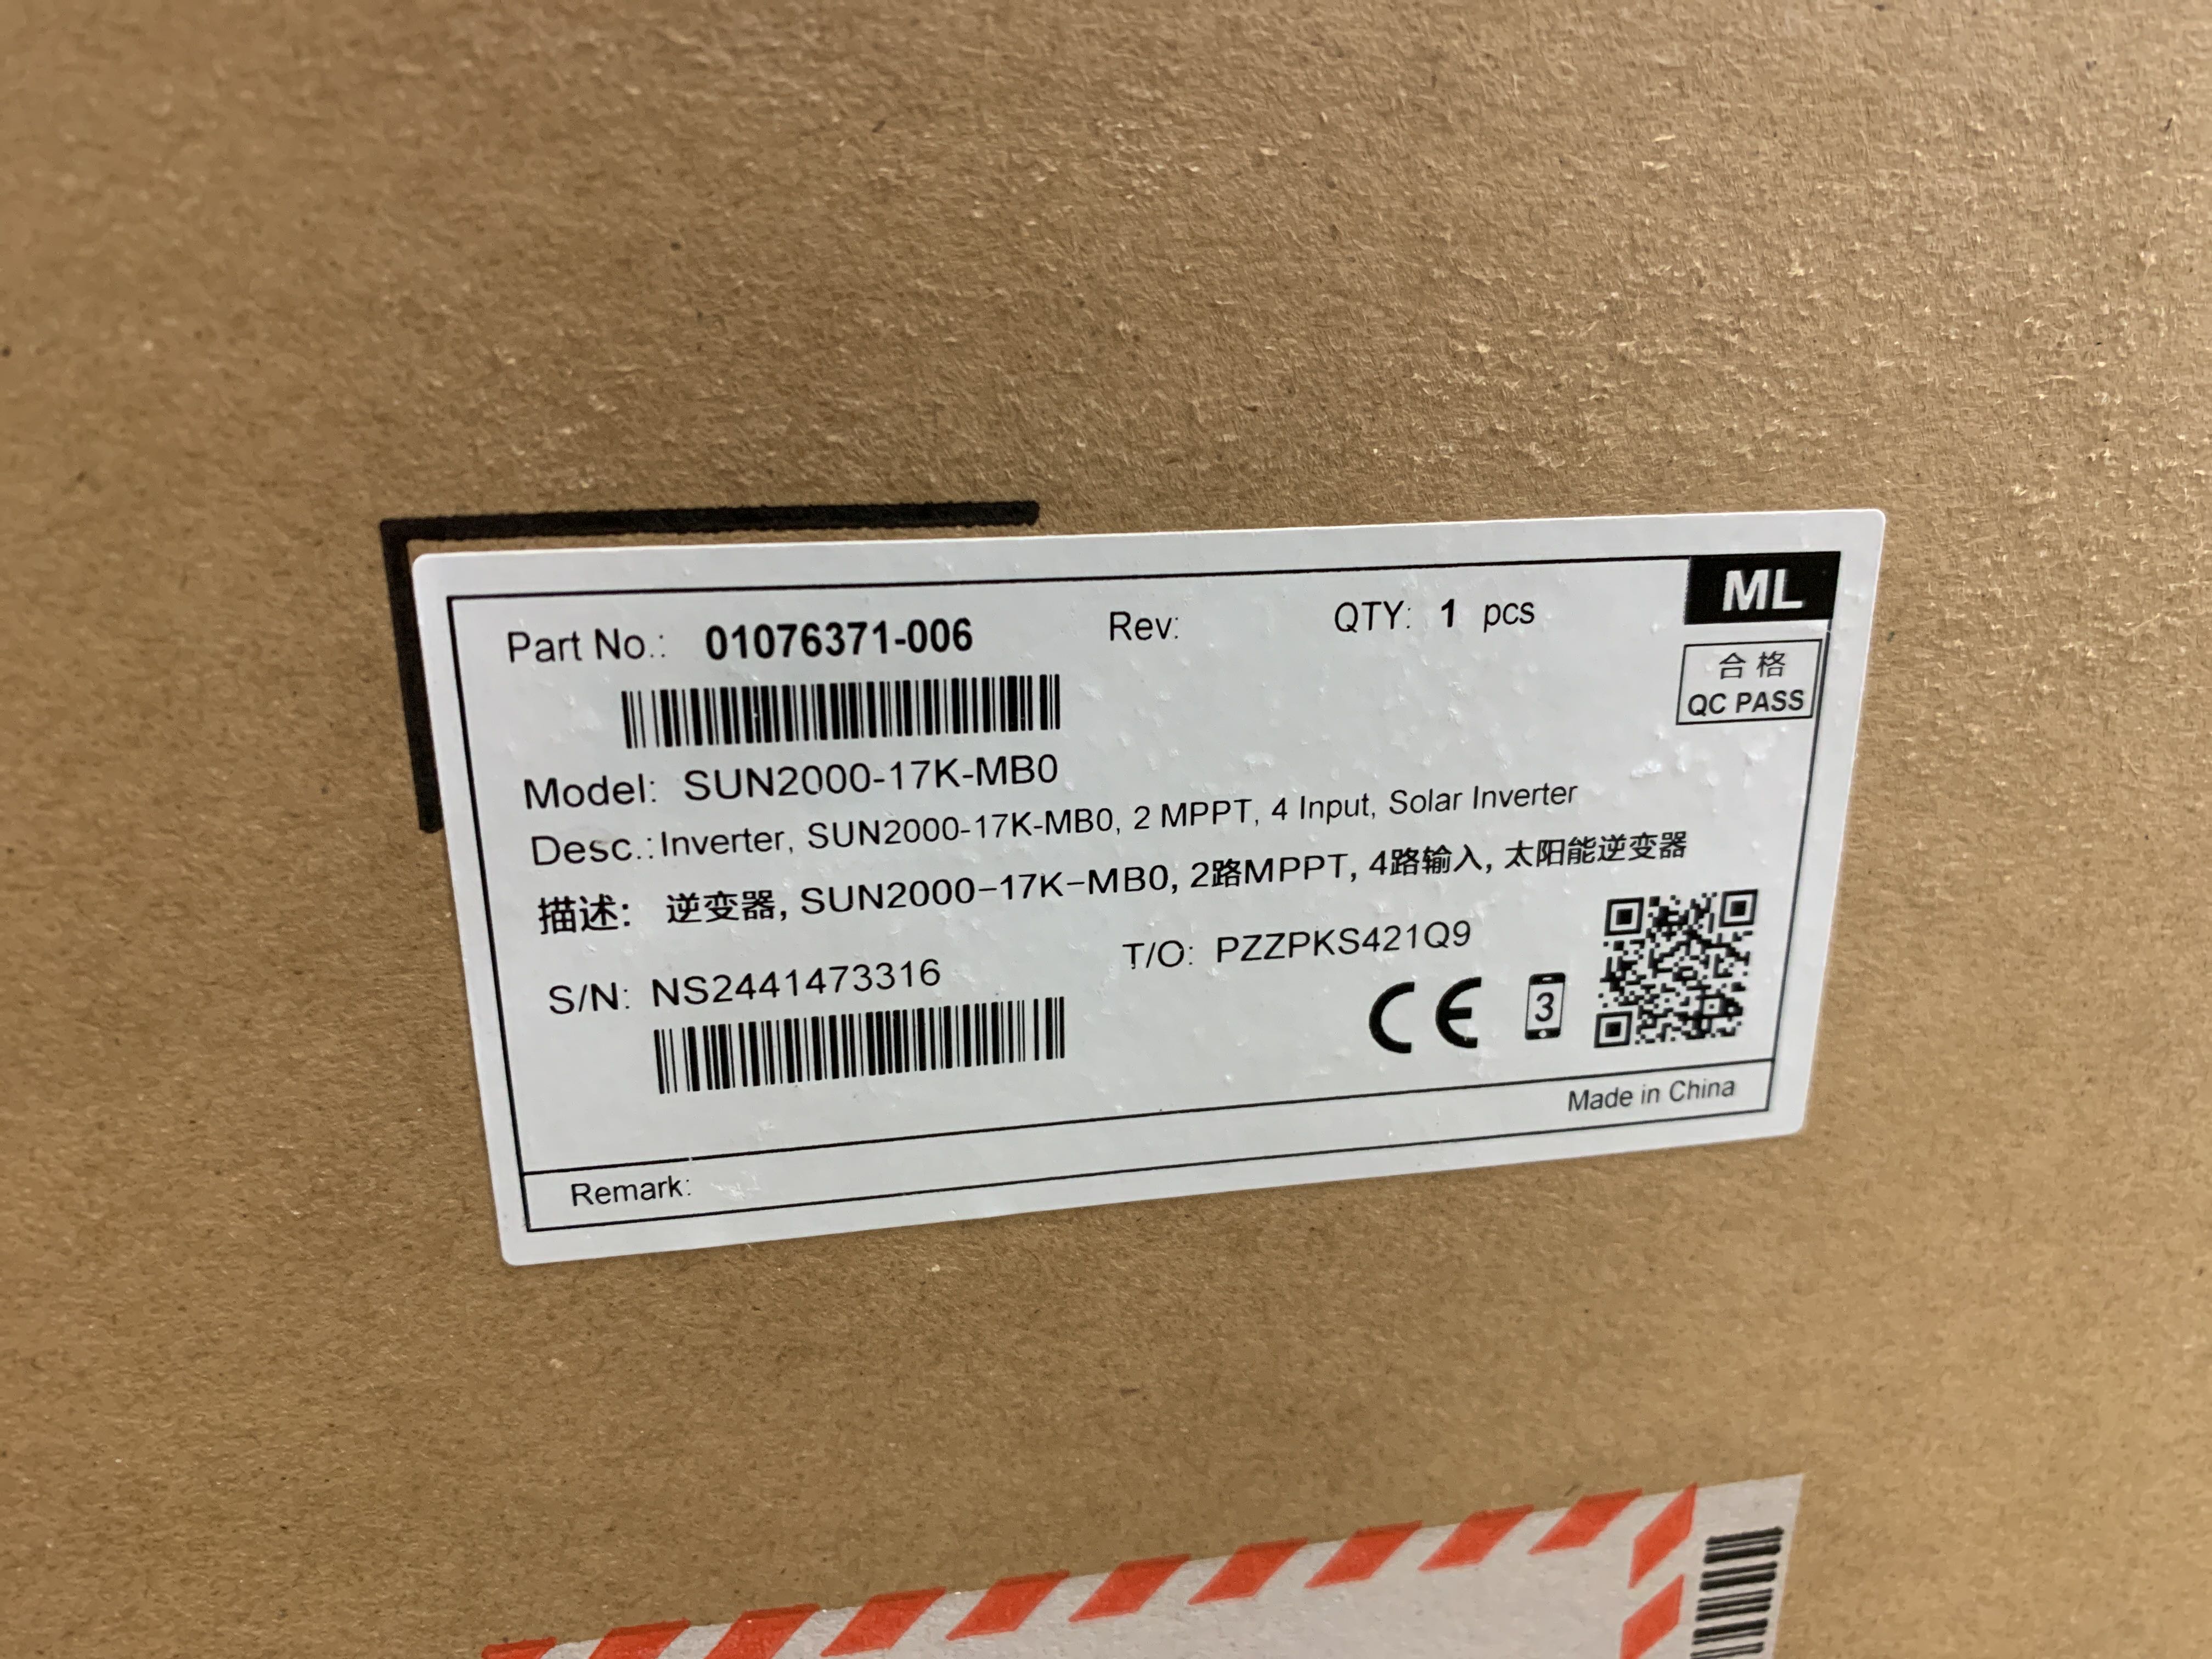 Part No.: 01076371-006 Rev: QTY: 1 pcs ML
合格
QC PASS
Model: SUN2000-17K-MB0
Desc.: Inverter, SUN2000-17K-MB0, 2 MPPT, 4 Input, Solar Inverter
描述: 逆变器, SUN2000-17K-MB0, 2路MPPT, 4路输入, 太阳能逆变器
S/N: NS2441473316 T/O: PZZPKS421Q9
CE 3
Made in China
Remark: